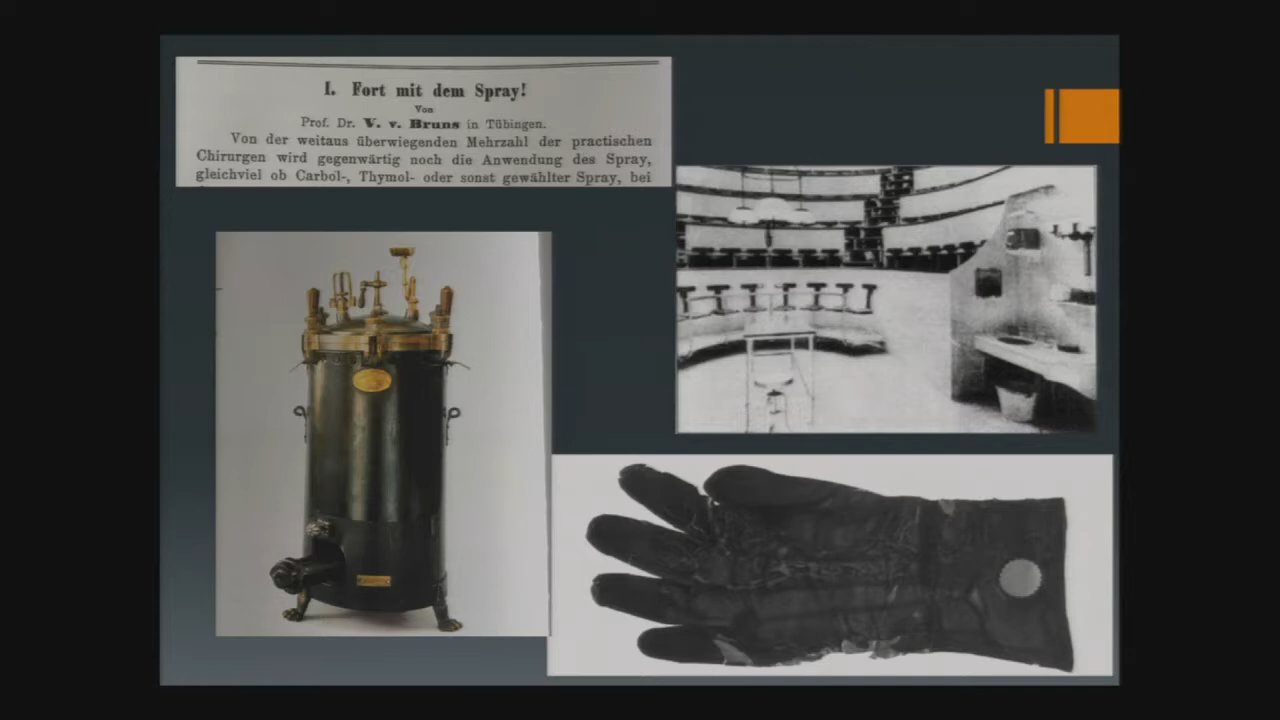 I. Fort mit dem Spray!
Von
Prof. Dr. V. v. Bruns in Tübingen.
Von der weitaus überwiegenden Mehrzahl der practischen
Chirurgen wird gegenwärtig noch die Anwendung des Spray,
gleichviel ob Carbol-, Thymol- oder sonst gewählter Spray, bei